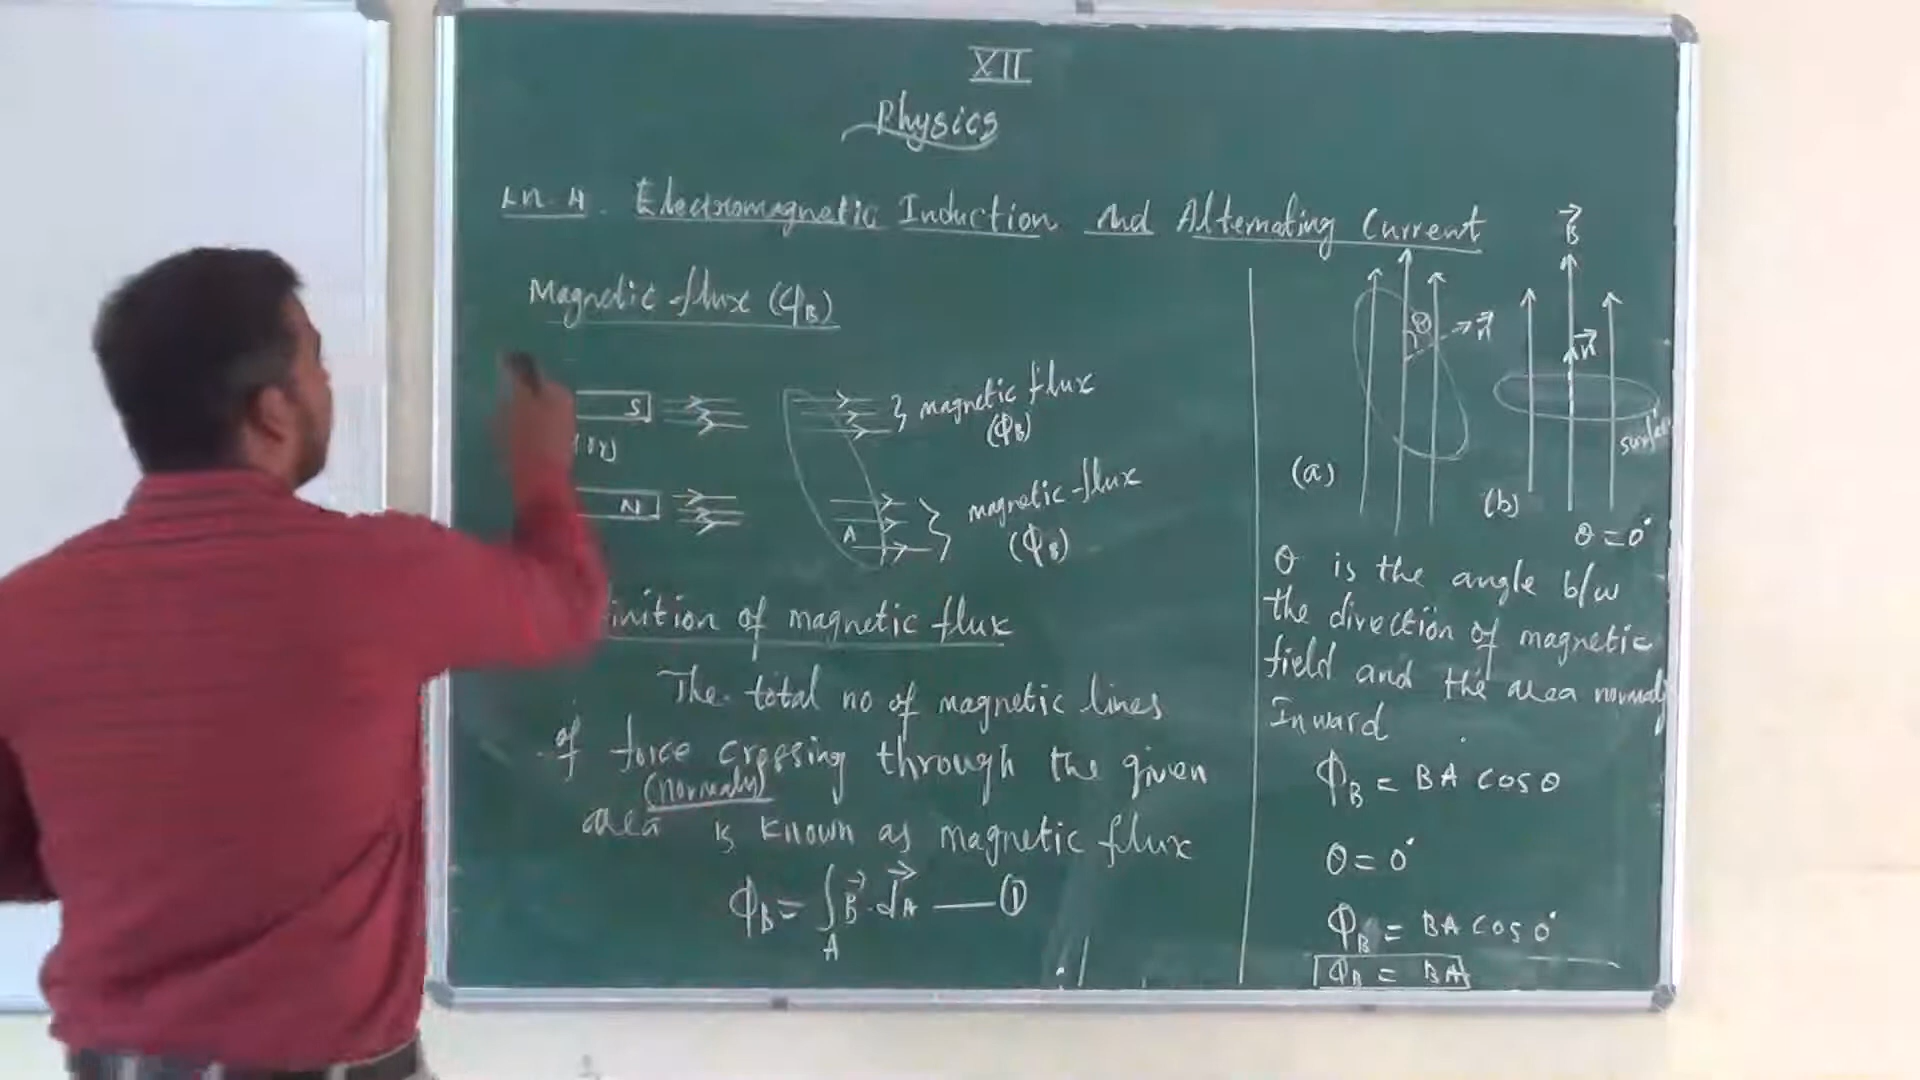 XII
Physics
Ln. 4. Electromagnetic Induction And Alternating Current
Magnetic flux (ΦB)
S
magnetic flux
(ΦB)
N
A
magnetic flux
(ΦB)
inition of magnetic flux
The total no of magnetic lines
of force crossing through the given
(normaly)
area is known as magnetic flux
ΦB = ∫A B⃗ . dA⃗ — ①
B⃗
θ
n⃗
n⃗
(a)
(b)
θ = 0°
θ is the angle b/w
the direction of magnetic
field and the area normaly
Inward
ΦB = BA cos θ
θ = 0°
ΦB = BA cos 0°
ΦB = BA